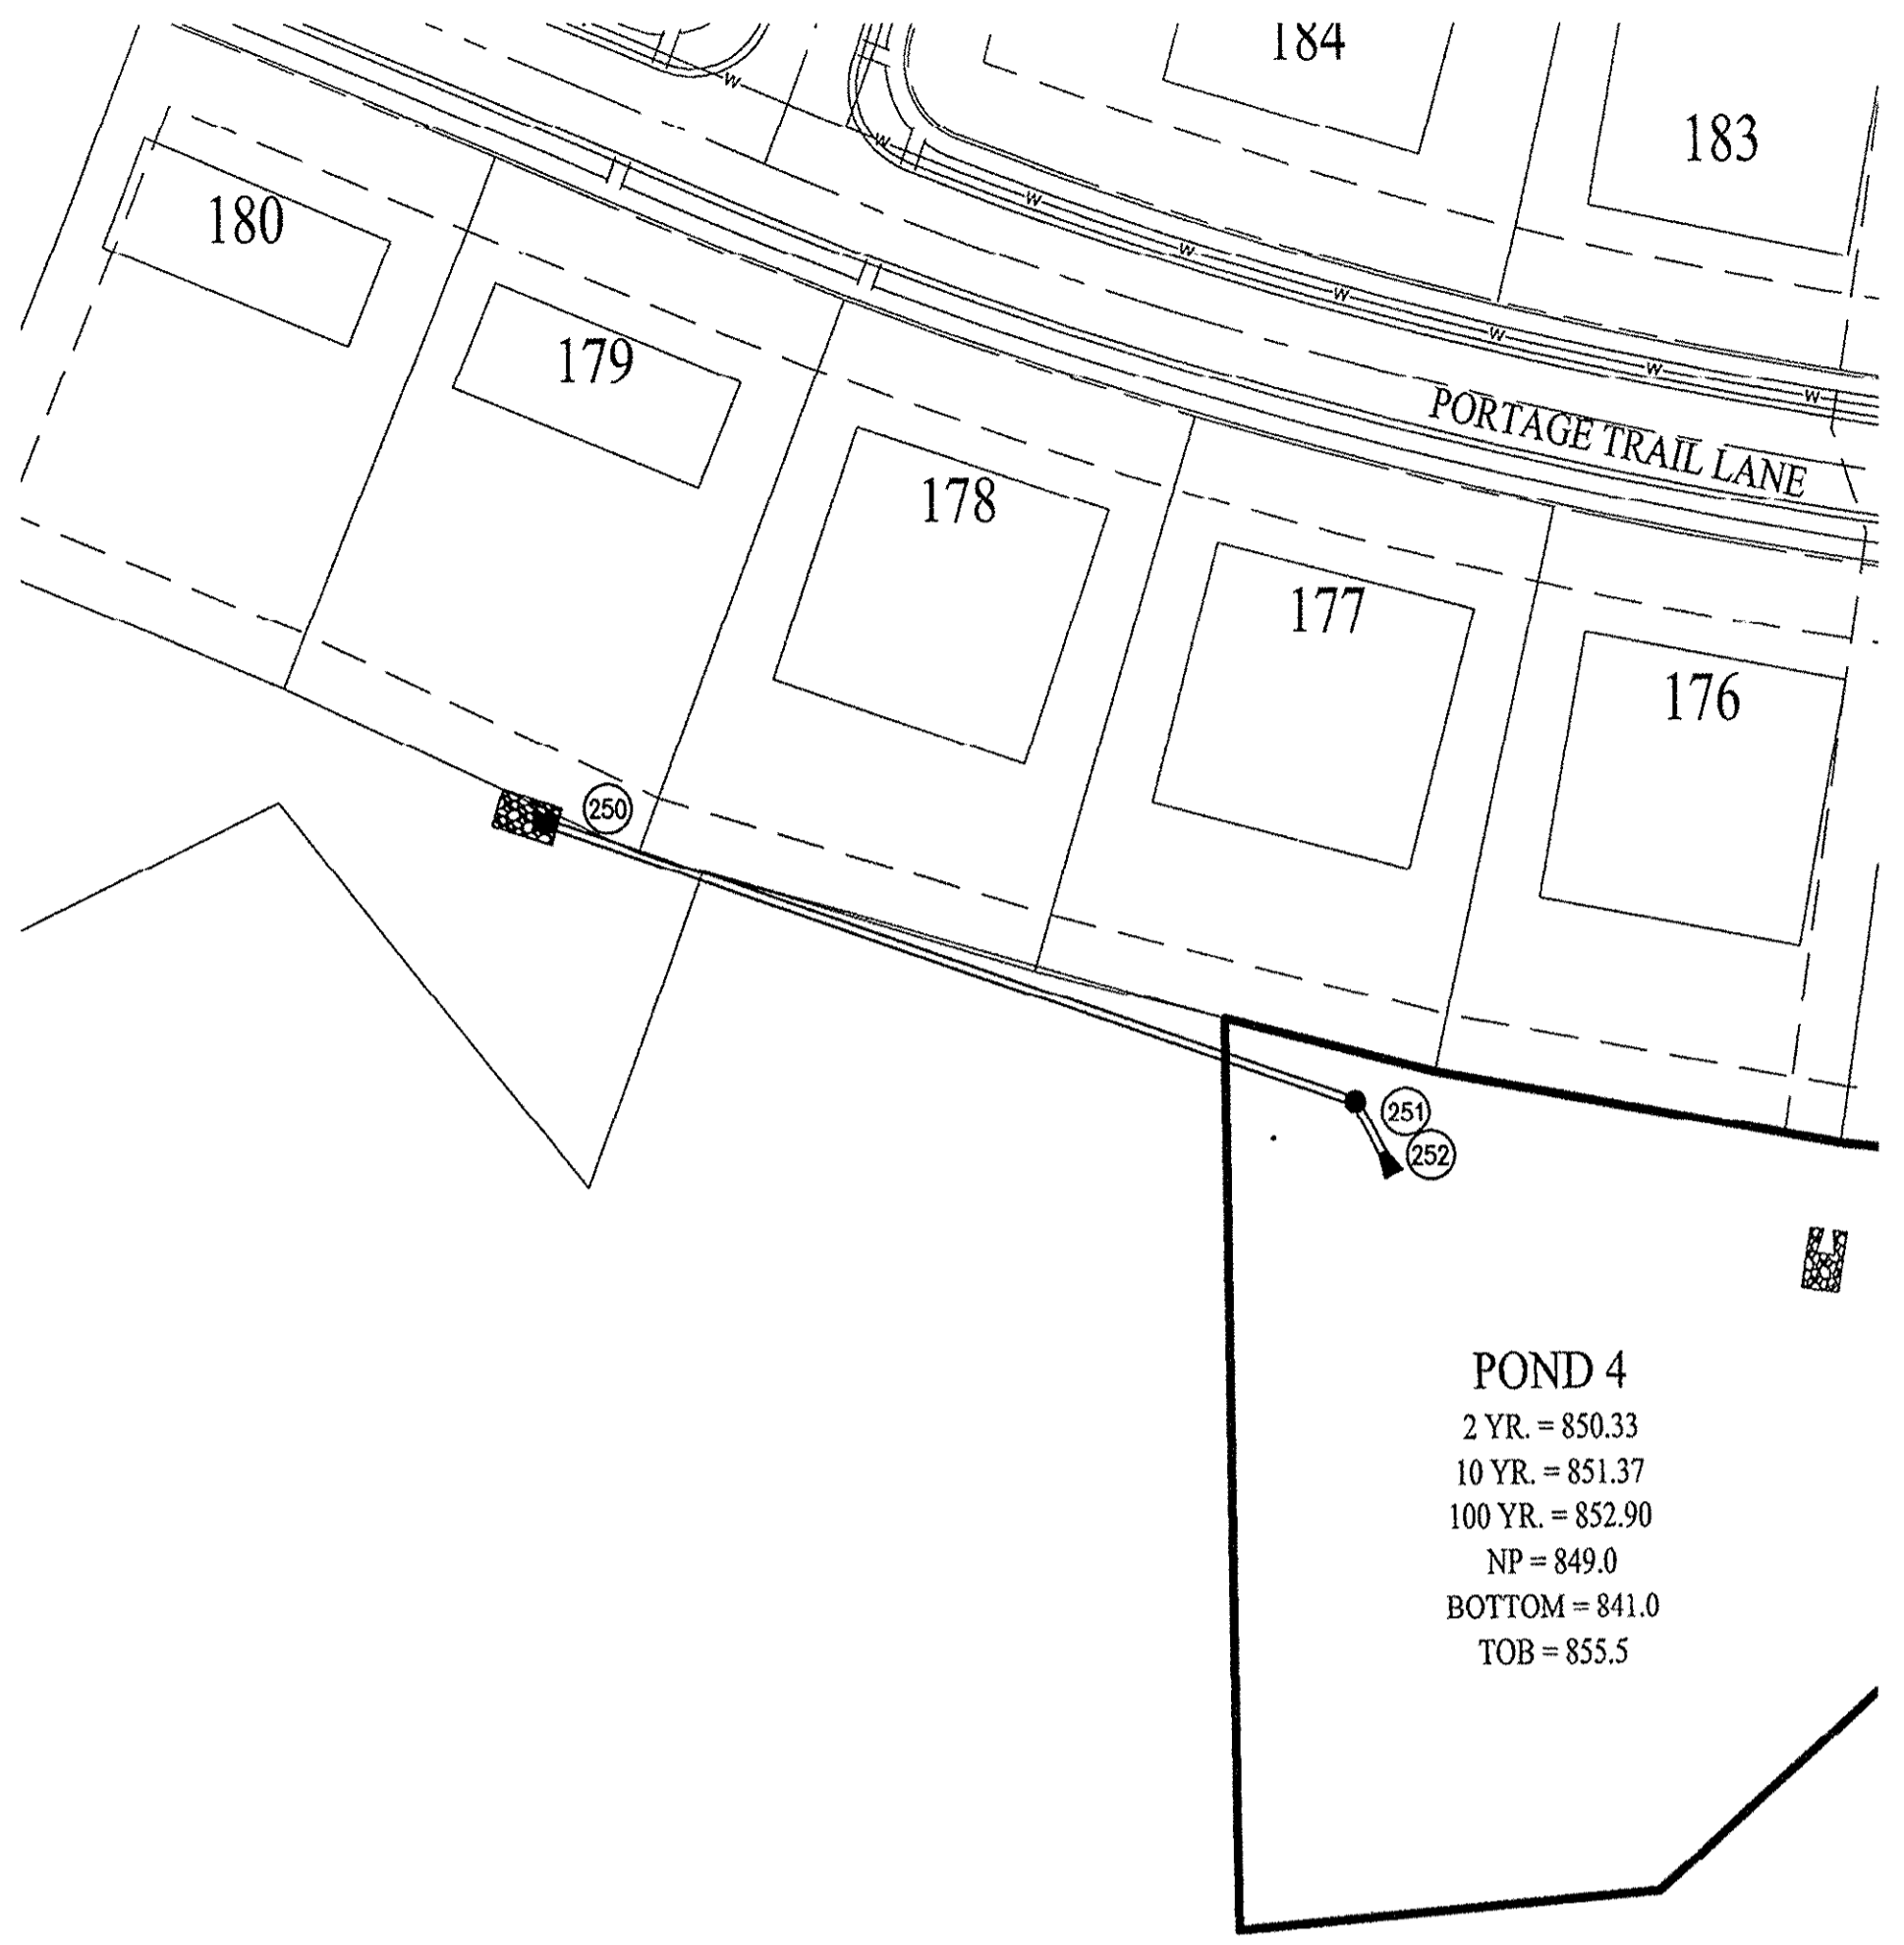 184
183
180
179
178
177
176
W
W
W
W
W
W
W
W
PORTAGE TRAIL LANE
250
251
252
POND 4
2 YR. = 850.33
10 YR. = 851.37
100 YR. = 852.90
NP = 849.0
BOTTOM = 841.0
TOB = 855.5